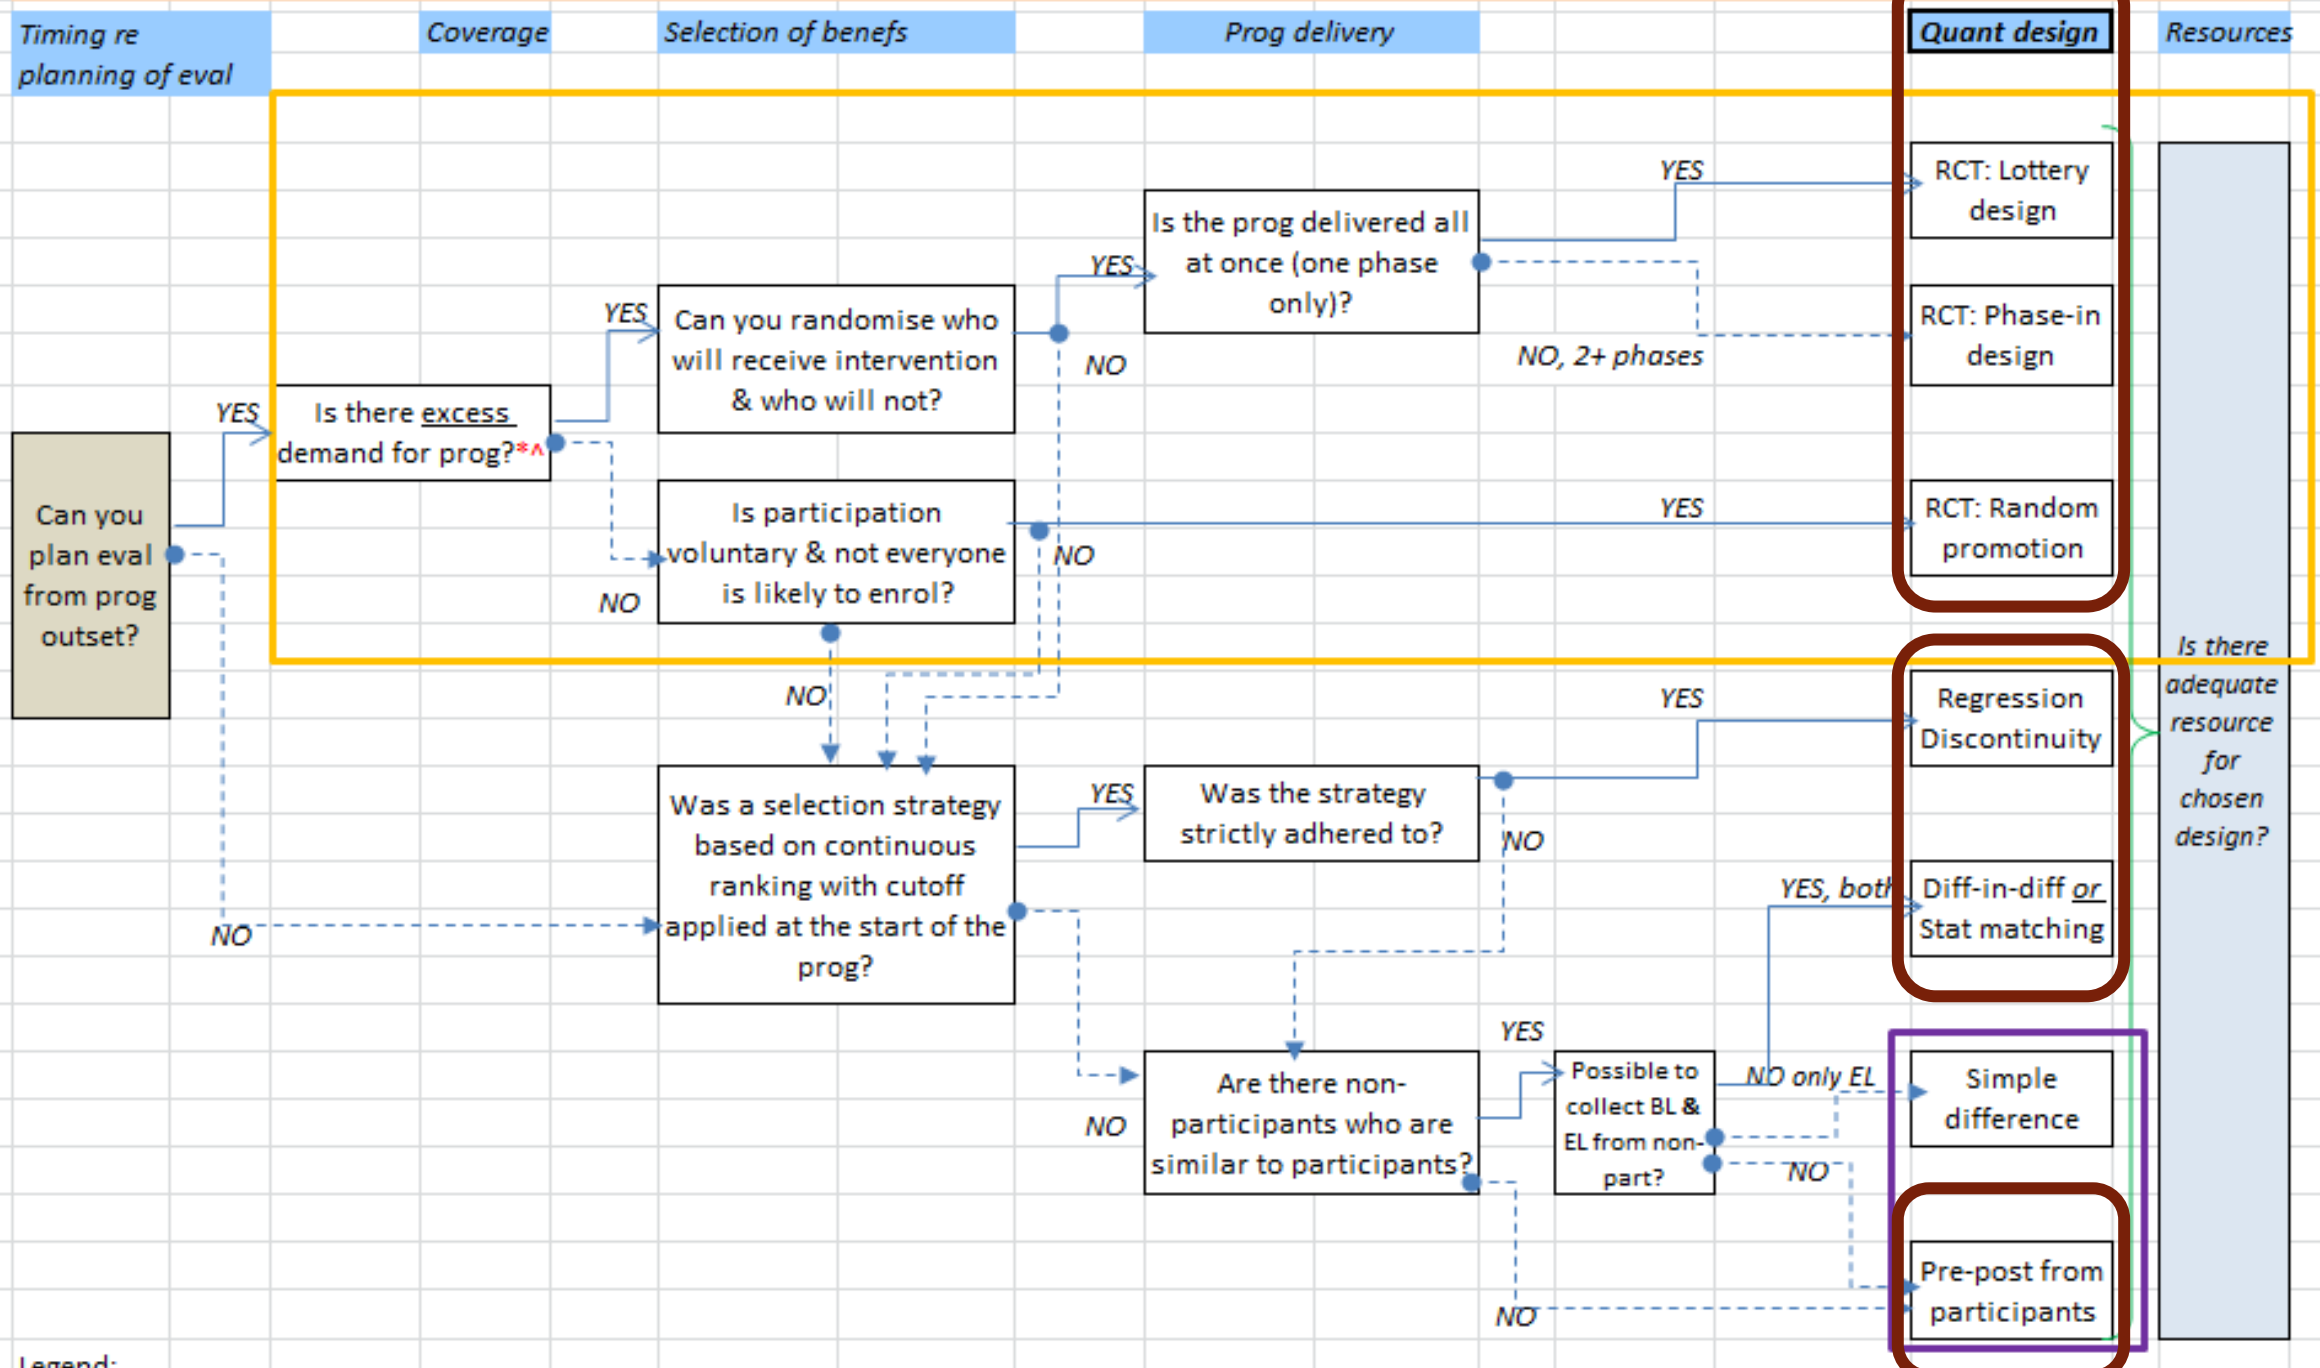 Timing re
planning of eval
Coverage
Selection of benefs
Prog delivery
Quant design
Resources
Can you
plan eval
from prog
outset?
YES
NO
Is there excess
demand for prog?*^
YES
NO
Can you randomise who
will receive intervention
& who will not?
YES
NO
Is the prog delivered all
at once (one phase
only)?
YES
NO, 2+ phases
RCT: Lottery
design
RCT: Phase-in
design
Is participation
voluntary & not everyone
is likely to enrol?
YES
NO
NO
RCT: Random
promotion
Was a selection strategy
based on continuous
ranking with cutoff
applied at the start of the
prog?
YES
NO
Was the strategy
strictly adhered to?
YES
NO
Regression
Discontinuity
Are there non-
participants who are
similar to participants?
YES
NO
Possible to
collect BL &
EL from non-
part?
YES, both
NO only EL
NO
Diff-in-diff or
Stat matching
Simple
difference
Pre-post from
participants
Is there
adequate
resource
for
chosen
design?
Legend: